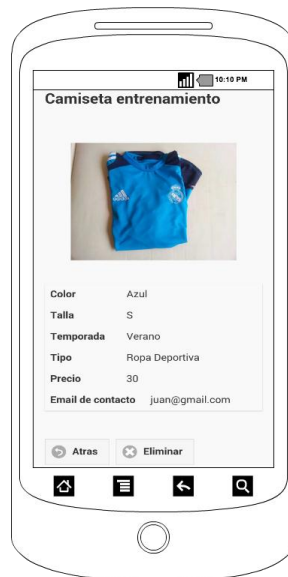 10:10 PM
Camiseta entrenamiento
adidas
Color Azul
Talla S
Temporada Verano
Tipo Ropa Deportiva
Precio 30
Email de contacto juan@gmail.com
Atras Eliminar